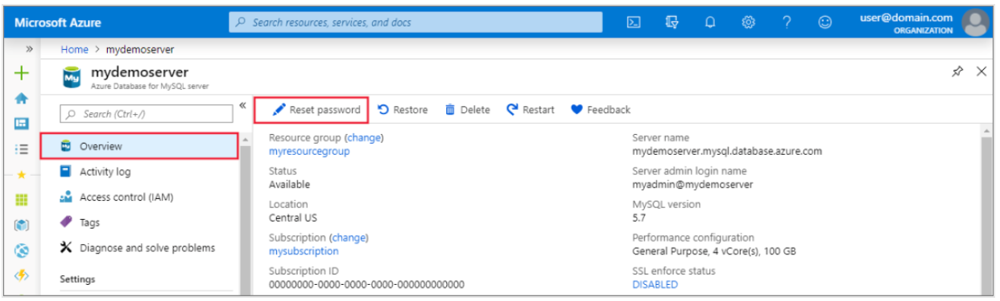 Microsoft Azure
Search resources, services, and docs
user@domain.com
ORGANIZATION
Home > mydemoserver
My
mydemoserver
Azure Database for MySQL server
Search (Ctrl+/)
Reset password Restore Delete Restart Feedback
Overview
Activity log
Access control (IAM)
Tags
Diagnose and solve problems
Settings
Resource group (change)
myresourcegroup
Status
Available
Location
Central US
Subscription (change)
mysubscription
Subscription ID
00000000-0000-0000-0000-000000000000
Server name
mydemoserver.mysql.database.azure.com
Server admin login name
myadmin@mydemoserver
MySQL version
5.7
Performance configuration
General Purpose, 4 vCore(s), 100 GB
SSL enforce status
DISABLED